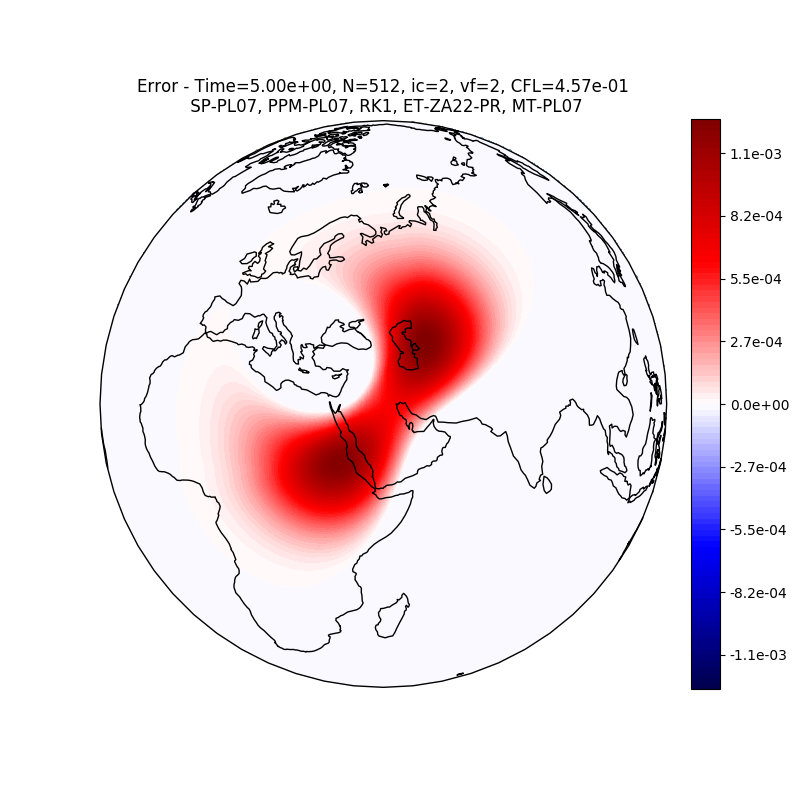 Error - Time=5.00e+00, N=512, ic=2, vf=2, CFL=4.57e-01
SP-PL07, PPM-PL07, RK1, ET-ZA22-PR, MT-PL07
1.1e-03
8.2e-04
5.5e-04
2.7e-04
0.0e+00
-2.7e-04
-5.5e-04
-8.2e-04
-1.1e-03